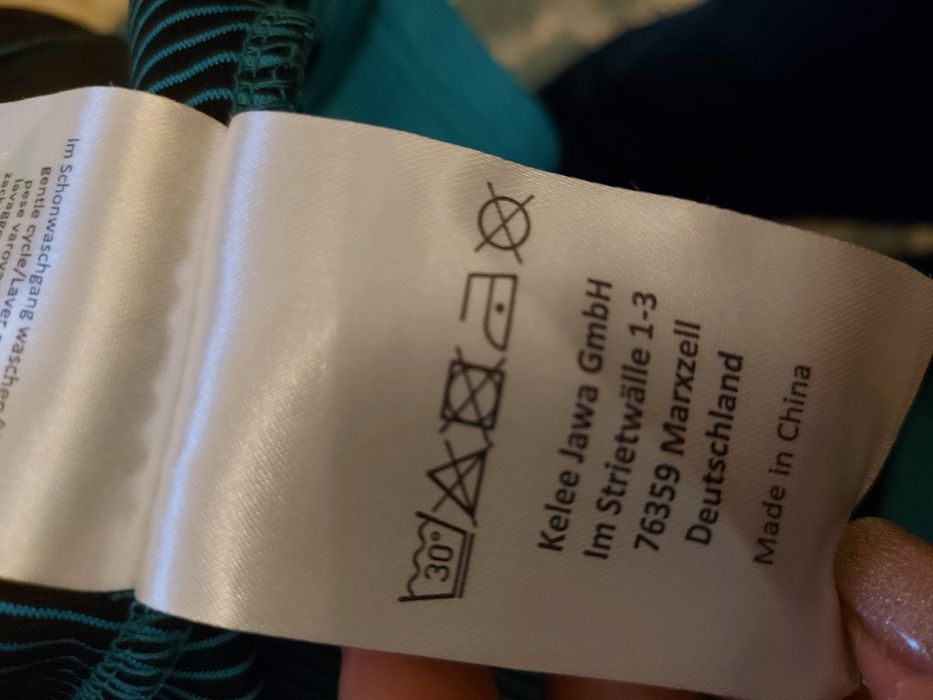 Im Schonwaschgang waschen
gentle cycle/Laver
30°
Kelee Jawa GmbH
Im Strietwälle 1-3
76359 Marxzell
Deutschland
Made in China